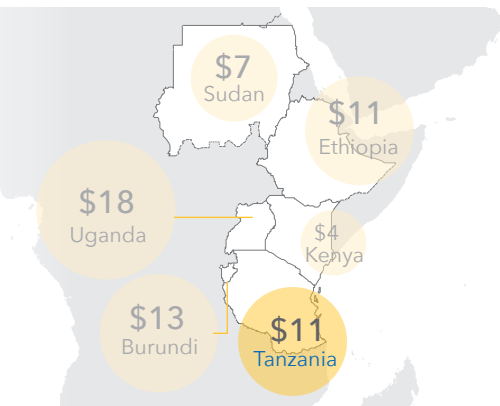 $7
Sudan
$11
Ethiopia
$18
Uganda
$4
Kenya
$13
Burundi
$11
Tanzania